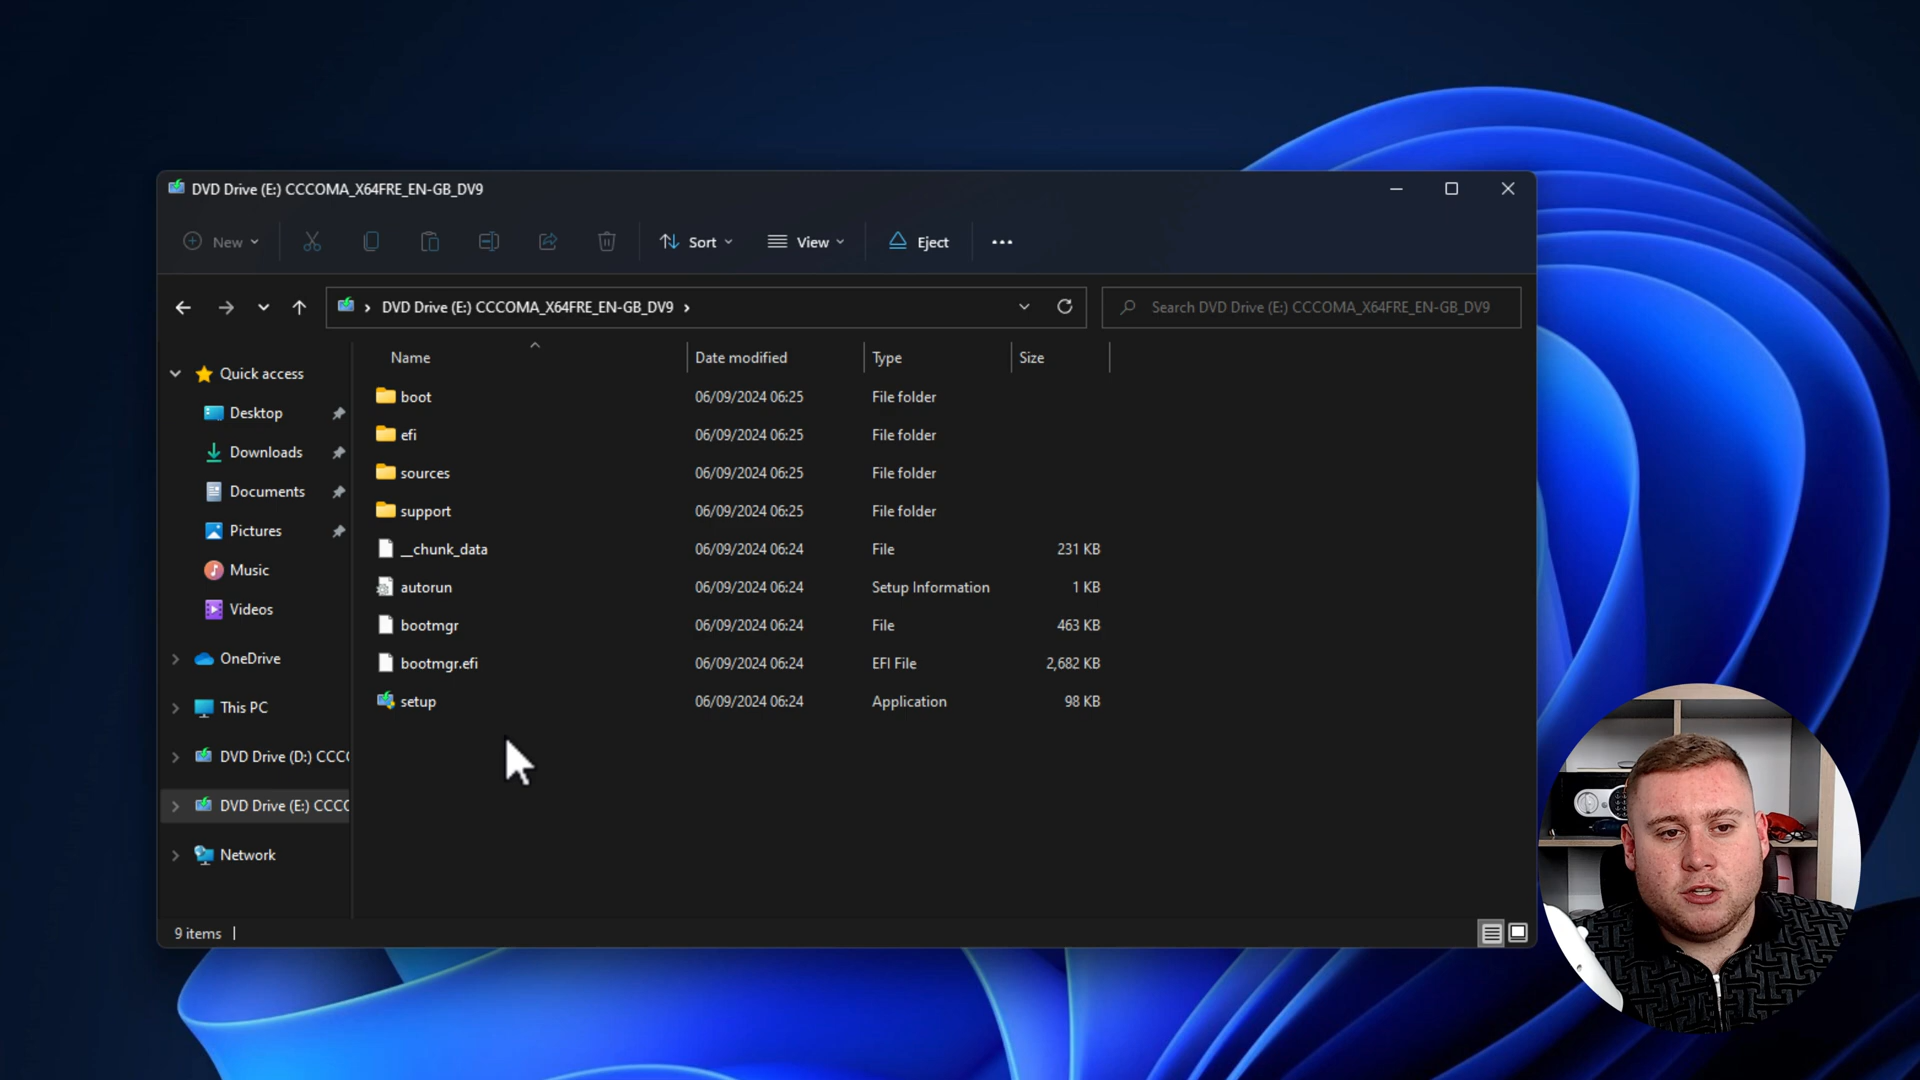 DVD Drive (E:) CCCOMA_X64FRE_EN-GB_DV9
New Sort View Eject
DVD Drive (E:) CCCOMA_X64FRE_EN-GB_DV9
Search DVD Drive (E:) CCCOMA_X64FRE_EN-GB_DV9
Quick access
Desktop
Downloads
Documents
Pictures
Music
Videos
OneDrive
This PC
DVD Drive (D:) CCC
DVD Drive (E:) CCC
Network
Name Date modified Type Size
boot 06/09/2024 06:25 File folder
efi 06/09/2024 06:25 File folder
sources 06/09/2024 06:25 File folder
support 06/09/2024 06:25 File folder
__chunk_data 06/09/2024 06:24 File 231 KB
autorun 06/09/2024 06:24 Setup Information 1 KB
bootmgr 06/09/2024 06:24 File 463 KB
bootmgr.efi 06/09/2024 06:24 EFI File 2,682 KB
setup 06/09/2024 06:24 Application 98 KB
9 items